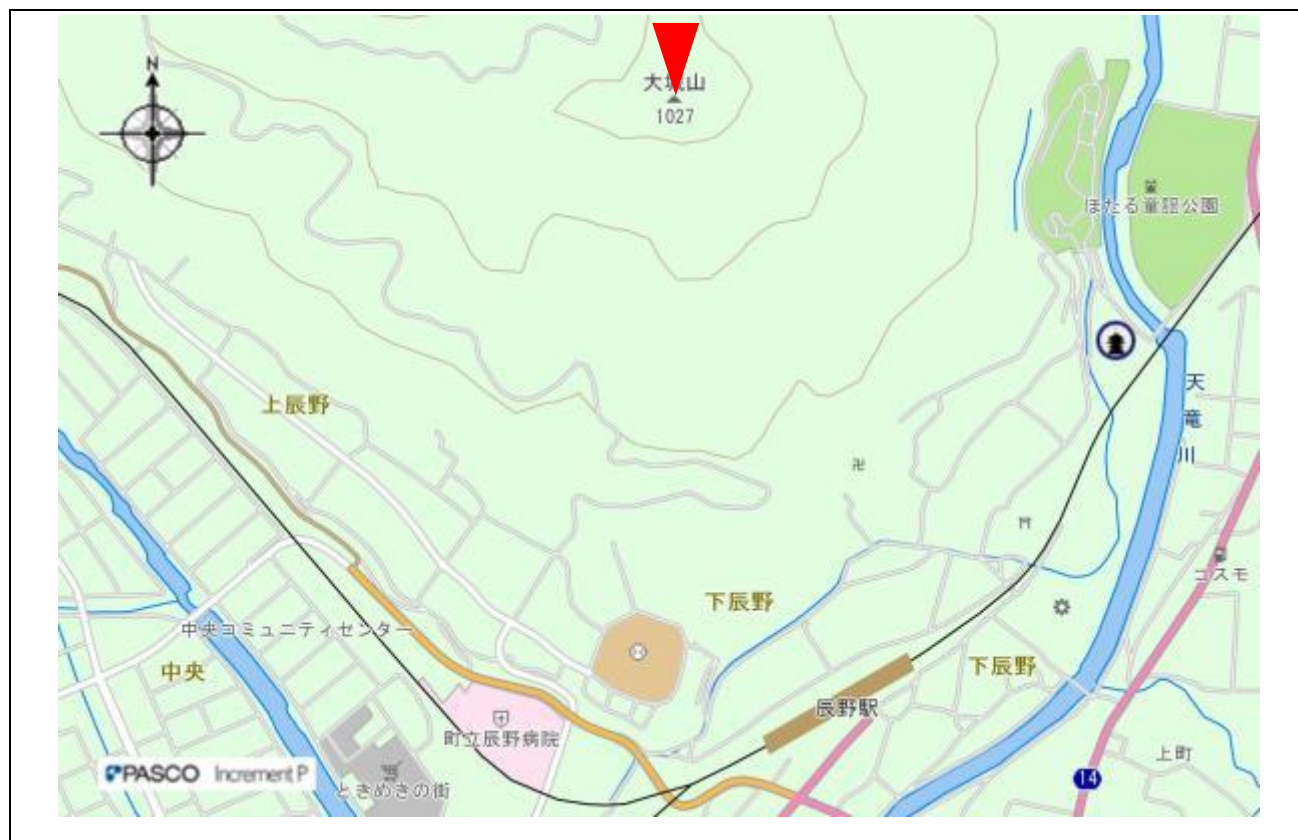 N
大城山
1027
ほたる童謡公園
天竜川
上辰野
コスモ
下辰野
中央コミュニティセンター
中央
下辰野
辰野駅
町立辰野病院
上町
PASCO Increment P
14
ときめきの街